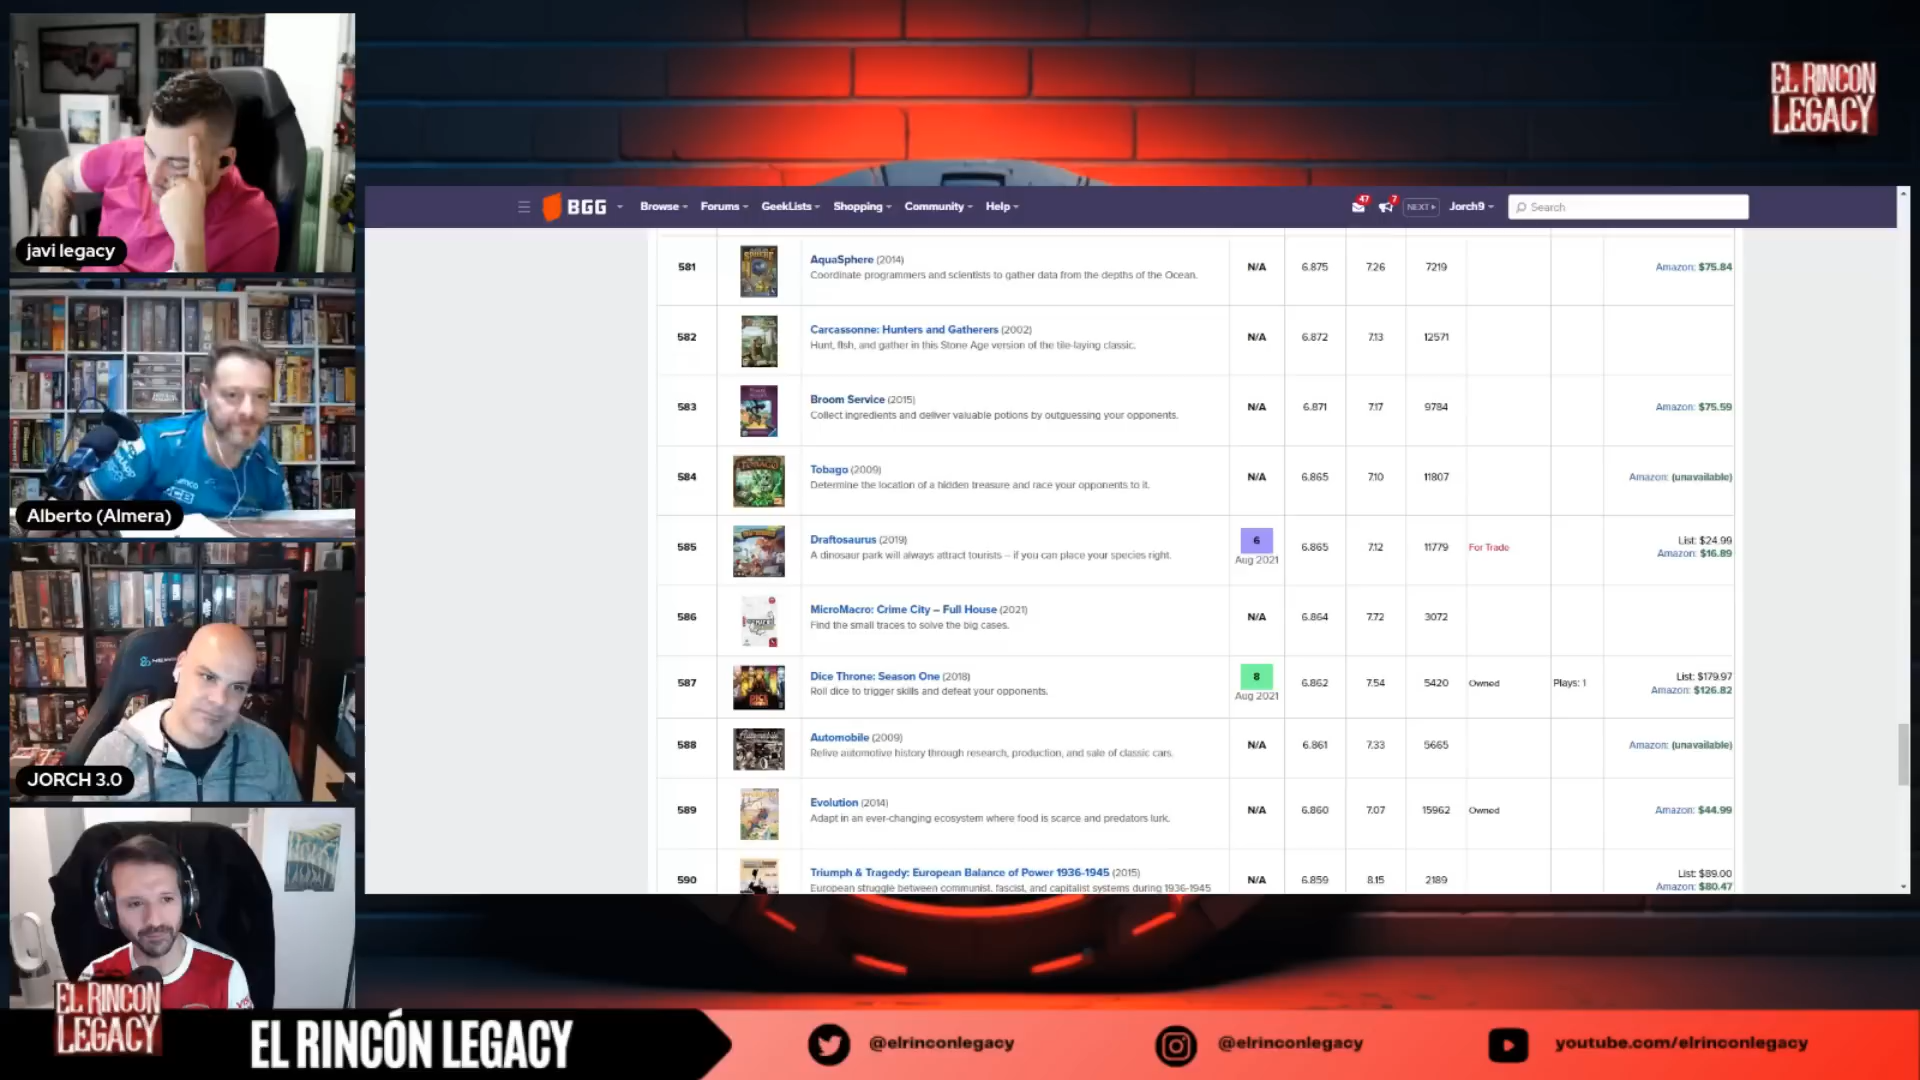 EL RINCON
LEGACY
javi legacy
Alberto (Almera)
JORCH 3.0
BGG
Browse
Forums
GeekLists
Shopping
Community
Help
47
7
NEXT
Jorch9
Search
581
AquaSphere (2014)
Coordinate programmers and scientists to gather data from the depths of the Ocean.
N/A
6.875
7.26
7219
Amazon: $75.84
582
Carcassonne: Hunters and Gatherers (2002)
Hunt, fish, and gather in this Stone Age version of the tile-laying classic.
N/A
6.872
7.13
12571
583
Broom Service (2015)
Collect ingredients and deliver valuable potions by outguessing your opponents.
N/A
6.871
7.17
9784
Amazon: $75.59
584
TOBAGO
Tobago (2009)
Determine the location of a hidden treasure and race your opponents to it.
N/A
6.865
7.10
11807
Amazon: (unavailable)
585
Draftosaurus (2019)
A dinosaur park will always attract tourists – if you can place your species right.
6
Aug 2021
6.865
7.12
11779
For Trade
List: $24.99
Amazon: $16.89
586
MicroMacro: Crime City – Full House (2021)
Find the small traces to solve the big cases.
N/A
6.864
7.72
3072
587
Dice Throne: Season One (2018)
Roll dice to trigger skills and defeat your opponents.
8
Aug 2021
6.862
7.54
5420
Owned
Plays: 1
List: $179.97
Amazon: $126.82
588
Automobile (2009)
Relive automotive history through research, production, and sale of classic cars.
N/A
6.861
7.33
5665
Amazon: (unavailable)
589
Evolution (2014)
Adapt in an ever-changing ecosystem where food is scarce and predators lurk.
N/A
6.860
7.07
15962
Owned
Amazon: $44.99
590
Triumph & Tragedy: European Balance of Power 1936-1945 (2015)
European struggle between communist, fascist, and capitalist systems during 1936-1945
N/A
6.859
8.15
2189
List: $89.00
Amazon: $80.47
EL RINCON
LEGACY
EL RINCÓN LEGACY
@elrinconlegacy
@elrinconlegacy
youtube.com/elrinconlegacy